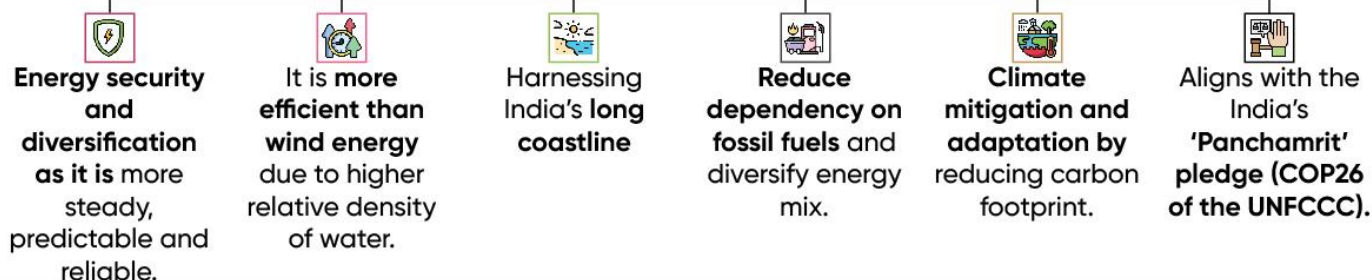 Energy security
and
diversification
as it is more
steady,
predictable and
reliable.
It is more
efficient than
wind energy
due to higher
relative density
of water.
Harnessing
India's long
coastline
Reduce
dependency on
fossil fuels and
diversify energy
mix.
Climate
mitigation and
adaptation by
reducing carbon
footprint.
Aligns with the
India's
'Panchamrit'
pledge (COP26
of the UNFCCC).